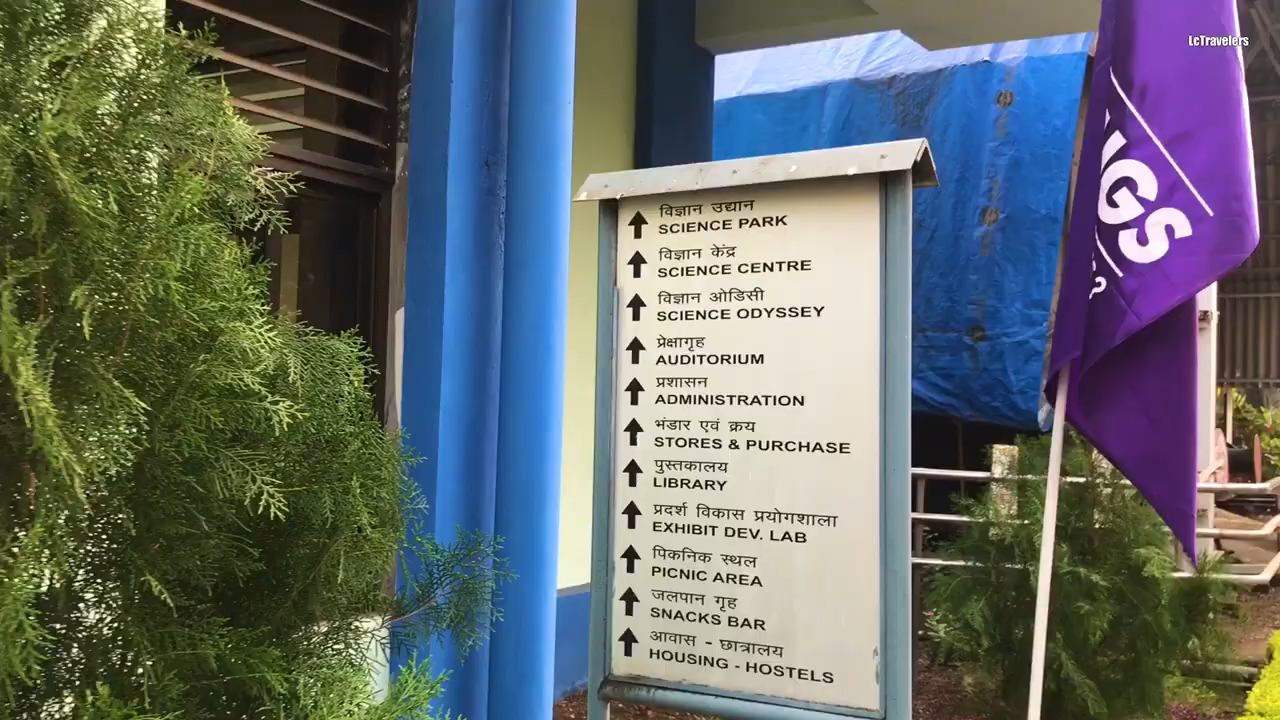 LcTravelers
विज्ञान उद्यान
SCIENCE PARK
विज्ञान केंद्र
SCIENCE CENTRE
विज्ञान ओडिसी
SCIENCE ODYSSEY
प्रेक्षागृह
AUDITORIUM
प्रशासन
ADMINISTRATION
भंडार एवं क्रय
STORES & PURCHASE
पुस्तकालय
LIBRARY
प्रदर्श विकास प्रयोगशाला
EXHIBIT DEV. LAB
पिकनिक स्थल
PICNIC AREA
जलपान गृह
SNACKS BAR
आवास - छात्रालय
HOUSING - HOSTELS